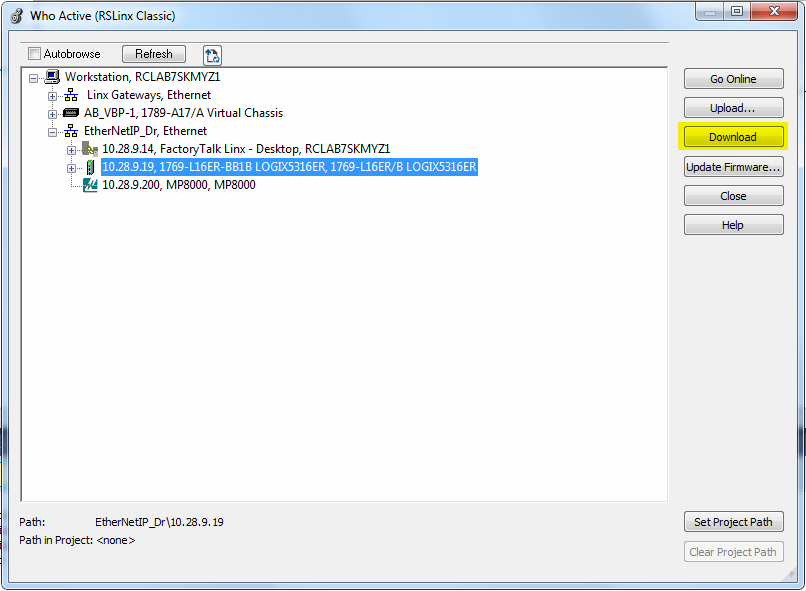 Who Active (RSLinx Classic)
Autobrowse
Refresh
Workstation, RCLAB7SKMYZ1
Linx Gateways, Ethernet
AB_VBP-1, 1789-A17/A Virtual Chassis
EtherNetIP_Dr, Ethernet
10.28.9.14, FactoryTalk Linx - Desktop, RCLAB7SKMYZ1
10.28.9.19, 1769-L16ER-BB1B LOGIX5316ER, 1769-L16ER/B LOGIX5316ER
10.28.9.200, MP8000, MP8000
Go Online
Upload...
Download
Update Firmware...
Close
Help
Path: EtherNetIP_Dr\10.28.9.19
Path in Project: <none>
Set Project Path
Clear Project Path